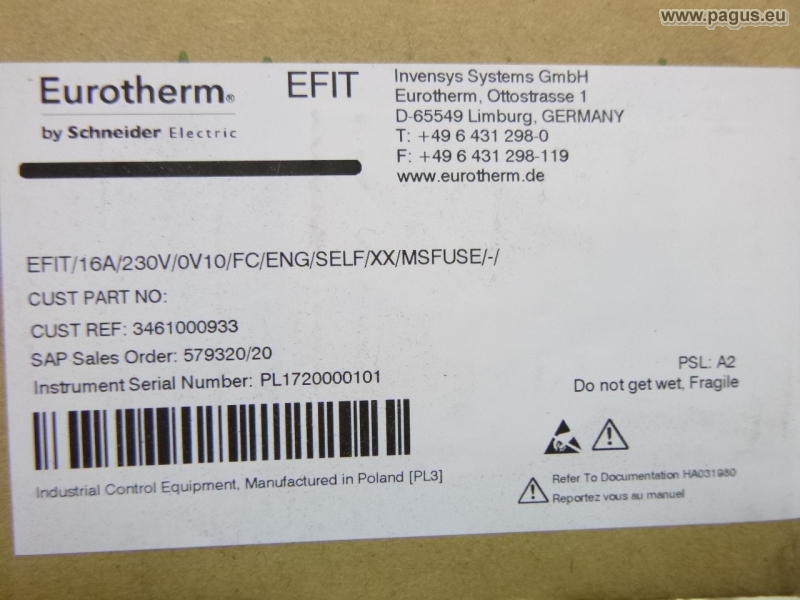 www.pagus.eu
Eurotherm®
by Schneider Electric
EFIT
Invensys Systems GmbH
Eurotherm, Ottostrasse 1
D-65549 Limburg, GERMANY
T: +49 6 431 298-0
F: +49 6 431 298-119
www.eurotherm.de
EFIT/16A/230V/0V10/FC/ENG/SELF/XX/MSFUSE/-/
CUST PART NO:
CUST REF: 3461000933
SAP Sales Order: 579320/20
Instrument Serial Number: PL1720000101
PSL: A2
Do not get wet, Fragile
Industrial Control Equipment, Manufactured in Poland [PL3]
Refer To Documentation HA031980
Reportez vous au manuel